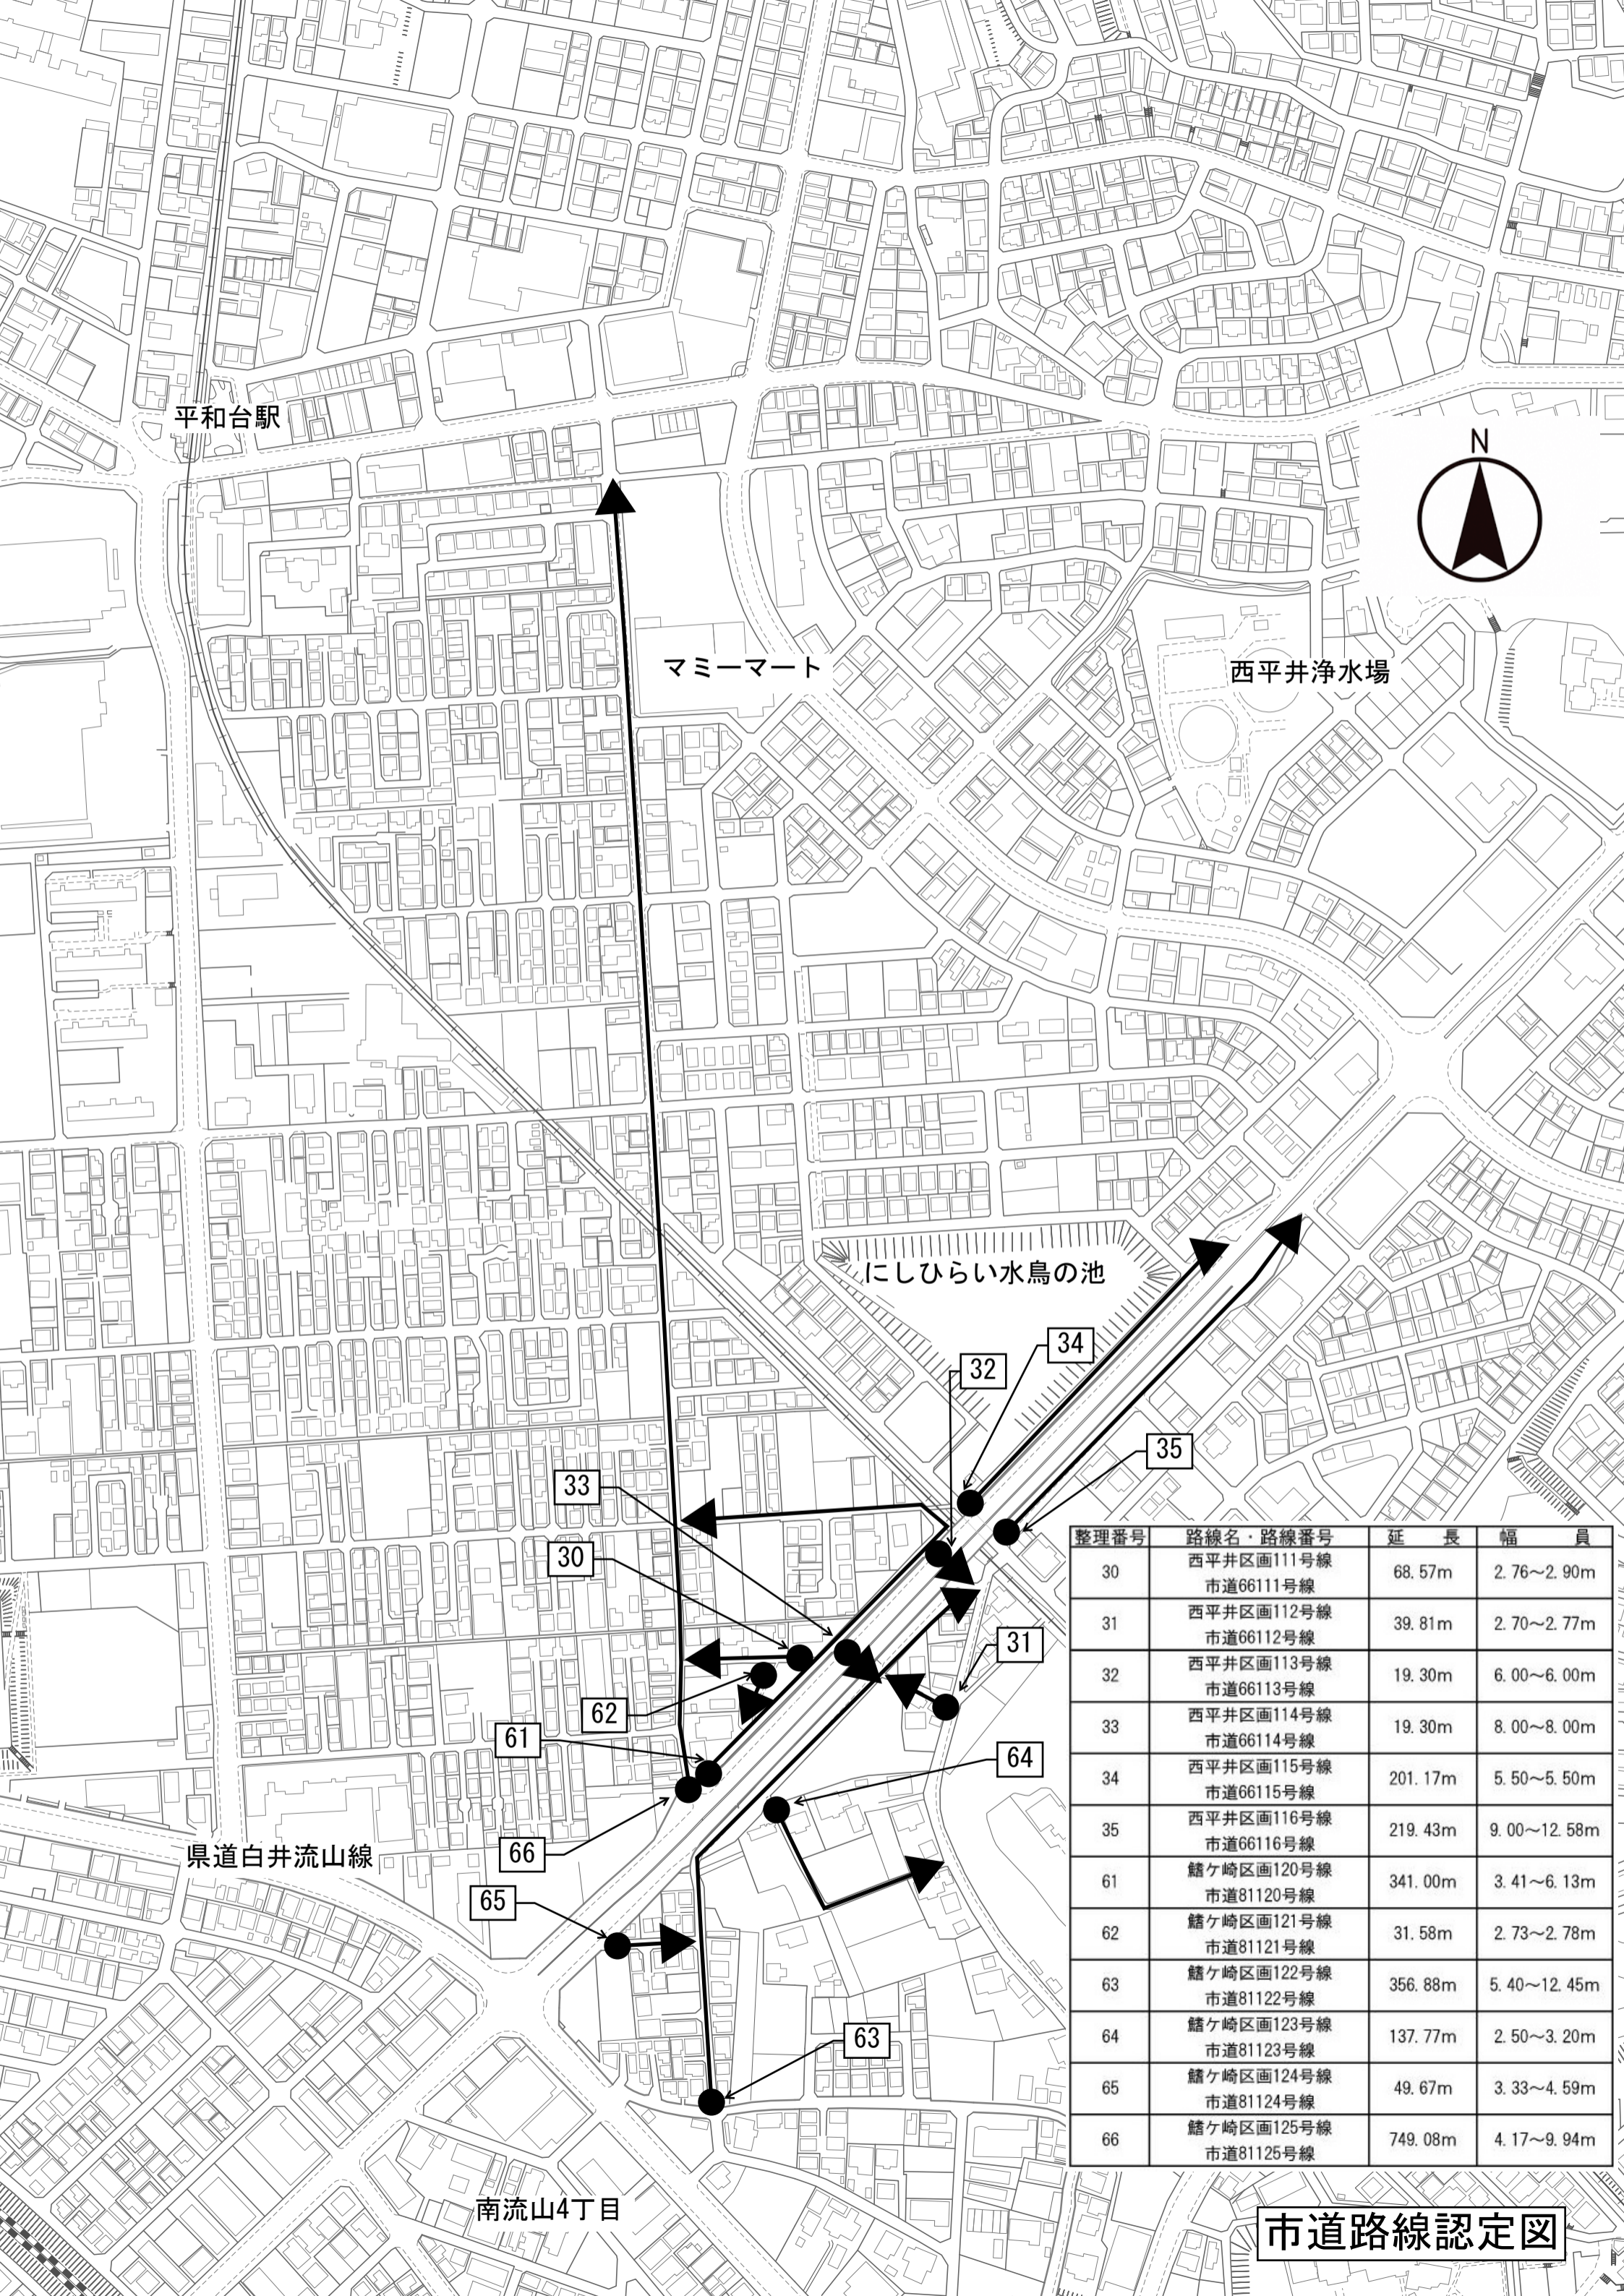 平和台駅
N
マミーマート
西平井浄水場
にしひらい水鳥の池
34
32
35
33
30
31
62
61
64
66
県道白井流山線
65
63
南流山4丁目
整理番号 路線名・路線番号 延 長 幅 員
30 西平井区画111号線 市道66111号線 68.57m 2.76～2.90m
31 西平井区画112号線 市道66112号線 39.81m 2.70～2.77m
32 西平井区画113号線 市道66113号線 19.30m 6.00～6.00m
33 西平井区画114号線 市道66114号線 19.30m 8.00～8.00m
34 西平井区画115号線 市道66115号線 201.17m 5.50～5.50m
35 西平井区画116号線 市道66116号線 219.43m 9.00～12.58m
61 鰭ケ崎区画120号線 市道81120号線 341.00m 3.41～6.13m
62 鰭ケ崎区画121号線 市道81121号線 31.58m 2.73～2.78m
63 鰭ケ崎区画122号線 市道81122号線 356.88m 5.40～12.45m
64 鰭ケ崎区画123号線 市道81123号線 137.77m 2.50～3.20m
65 鰭ケ崎区画124号線 市道81124号線 49.67m 3.33～4.59m
66 鰭ケ崎区画125号線 市道81125号線 749.08m 4.17～9.94m
市道路線認定図